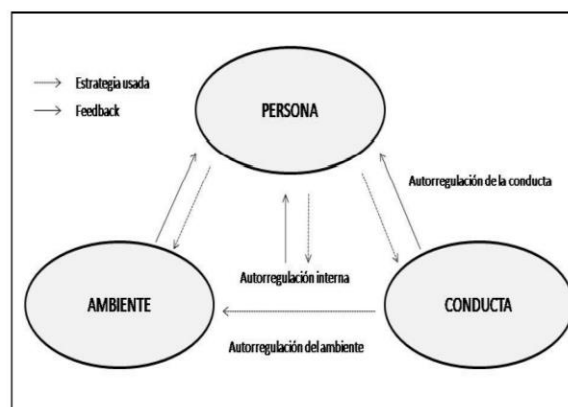 Estrategia usada
Feedback
PERSONA
Autorregulación de la conducta
Autorregulación interna
AMBIENTE
CONDUCTA
Autorregulación del ambiente